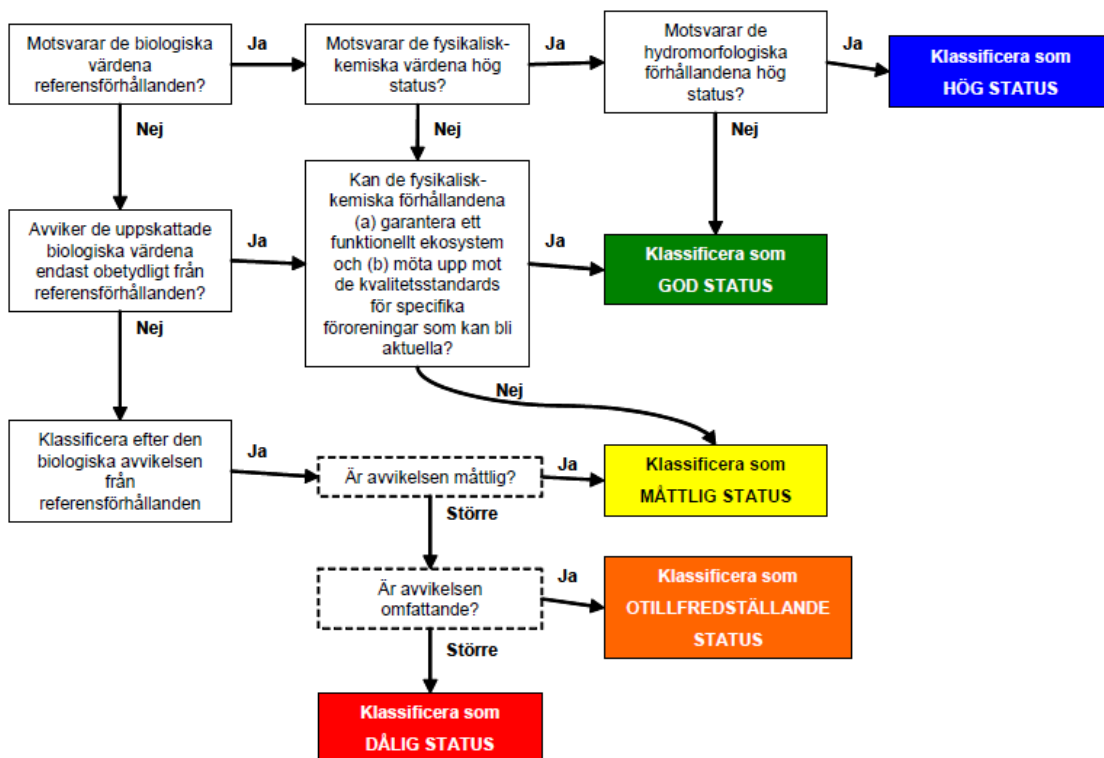 Motsvarar de biologiska
värdena
referensförhållanden?
Ja
Motsvarar de fysikalisk-
kemiska värdena hög
status?
Ja
Motsvarar de
hydromorfologiska
förhållandena hög
status?
Ja
Klassificera som
HÖG STATUS
Nej
Nej
Nej
Avviker de uppskattade
biologiska värdena
endast obetydligt från
referensförhållanden?
Ja
Kan de fysikalisk-
kemiska förhållandena
(a) garantera ett
funktionellt ekosystem
och (b) möta upp mot
de kvalitetsstandards
för specifika
föroreningar som kan bli
aktuella?
Ja
Klassificera som
GOD STATUS
Nej
Nej
Klassificera efter den
biologiska avvikelsen
från
referensförhållanden
Ja
Är avvikelsen måttlig?
Ja
Klassificera som
MÅTTLIG STATUS
Större
Är avvikelsen
omfattande?
Ja
Klassificera som
OTILLFREDSTÄLLANDE
STATUS
Större
Klassificera som
DÅLIG STATUS